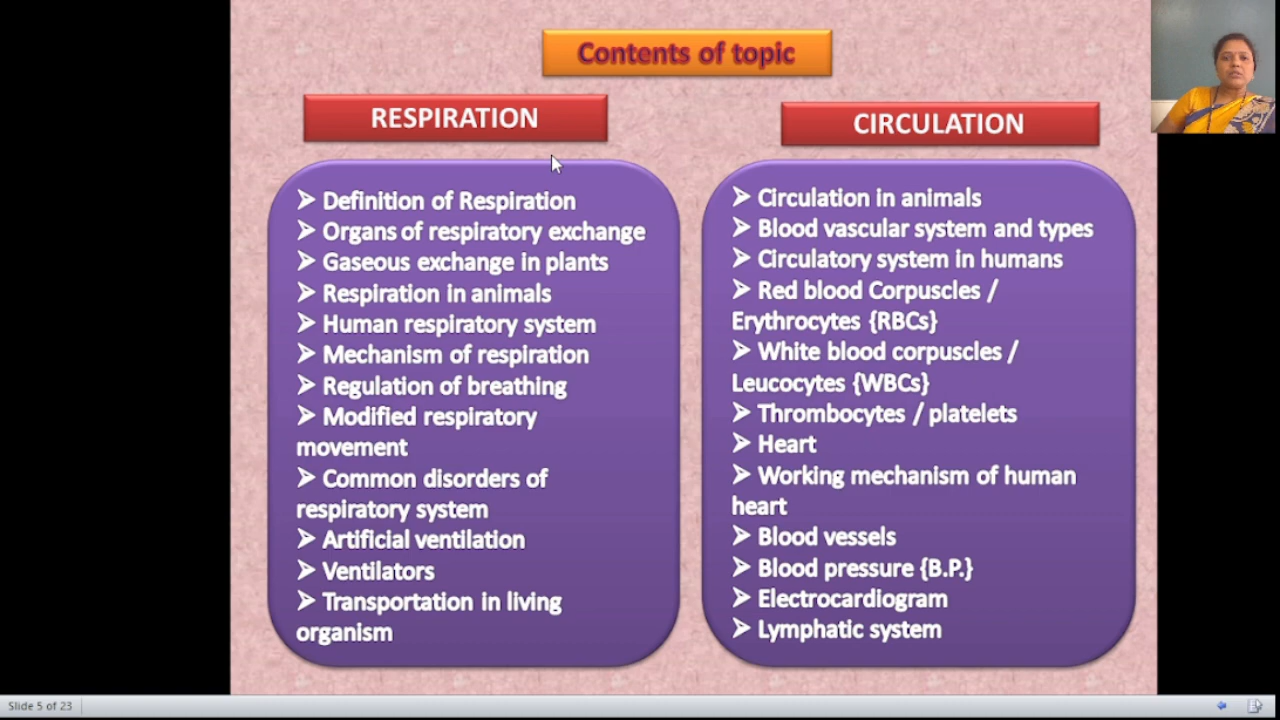 Contents of topic
RESPIRATION
➢ Definition of Respiration
➢ Organs of respiratory exchange
➢ Gaseous exchange in plants
➢ Respiration in animals
➢ Human respiratory system
➢ Mechanism of respiration
➢ Regulation of breathing
➢ Modified respiratory
movement
➢ Common disorders of
respiratory system
➢ Artificial ventilation
➢ Ventilators
➢ Transportation in living
organism
CIRCULATION
➢ Circulation in animals
➢ Blood vascular system and types
➢ Circulatory system in humans
➢ Red blood Corpuscles /
Erythrocytes {RBCs}
➢ White blood corpuscles /
Leucocytes {WBCs}
➢ Thrombocytes / platelets
➢ Heart
➢ Working mechanism of human
heart
➢ Blood vessels
➢ Blood pressure {B.P.}
➢ Electrocardiogram
➢ Lymphatic system
Slide 5 of 23